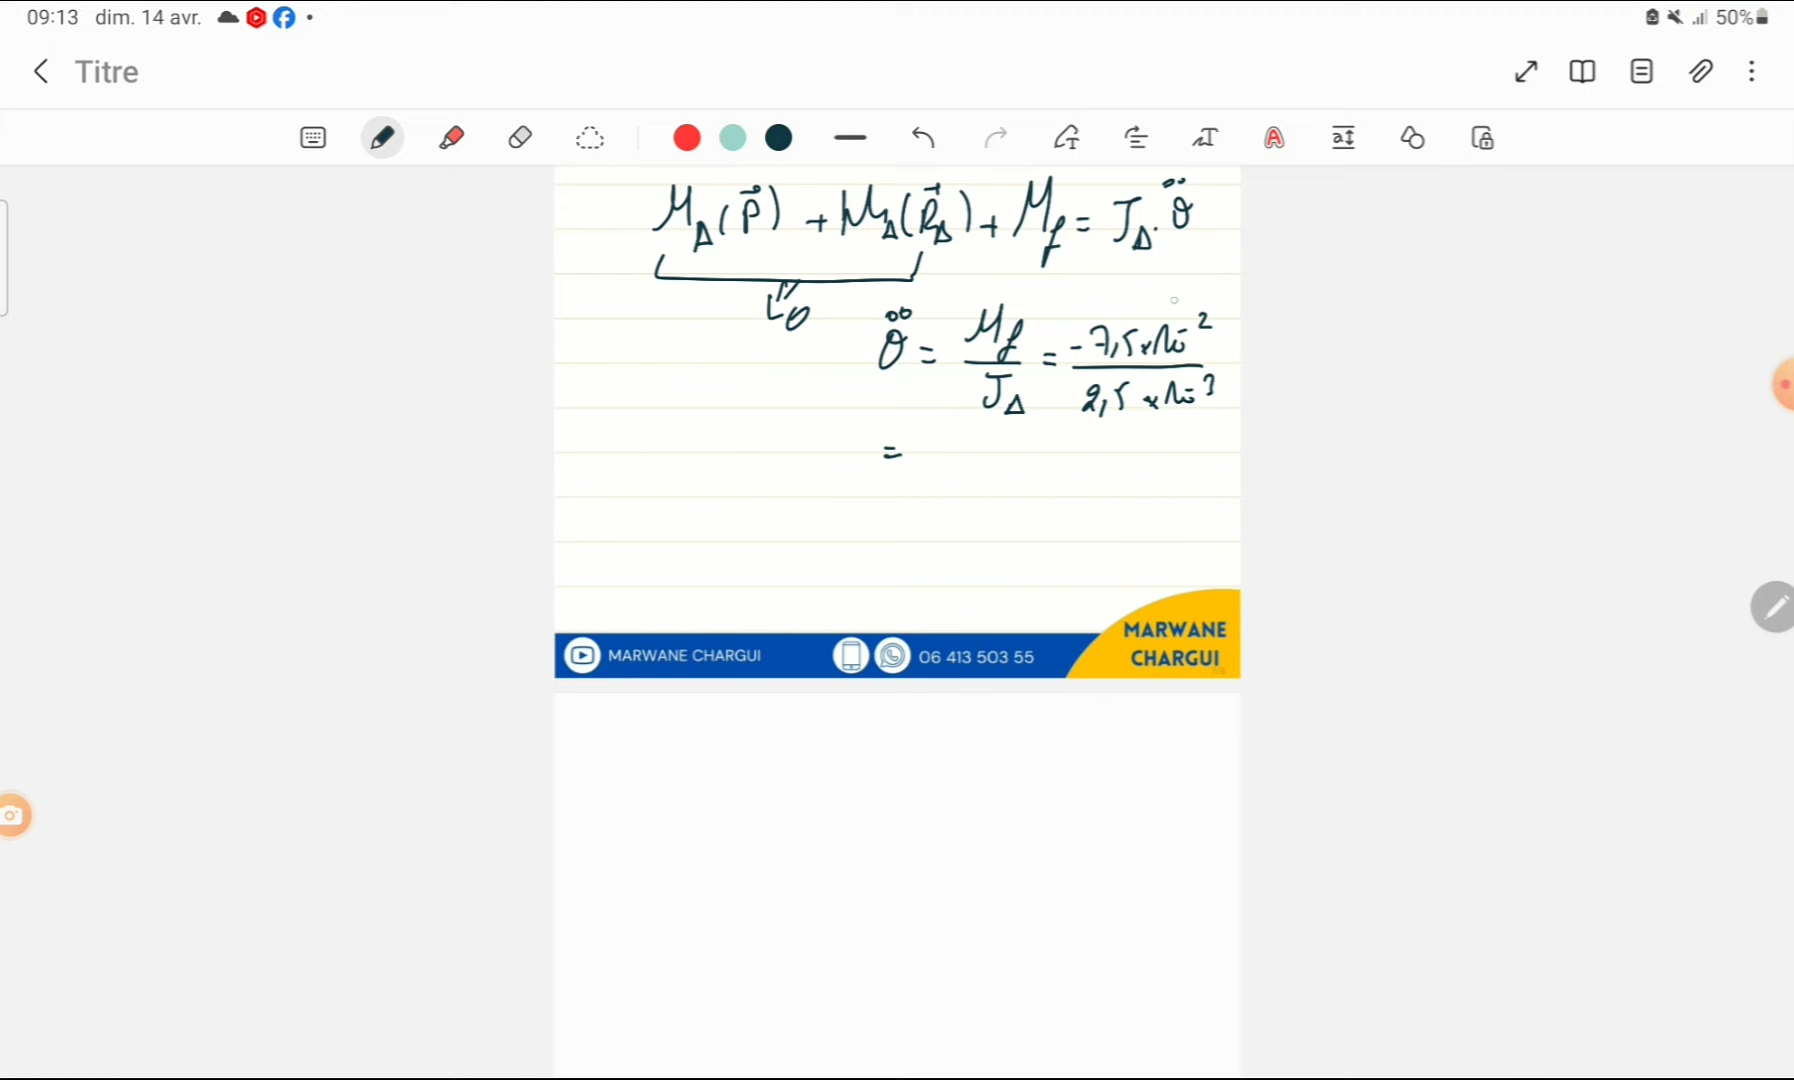 09:13 dim. 14 avr. 50%
Titre
M_Δ(P⃗) + M_Δ(R⃗_Δ) + M_f = J_Δ . θ̈
= 0
θ̈ = M_f / J_Δ = -7,5 × 10⁻² / 2,5 × 10⁻³
=
MARWANE CHARGUI 06 413 503 55 MARWANE CHARGUI